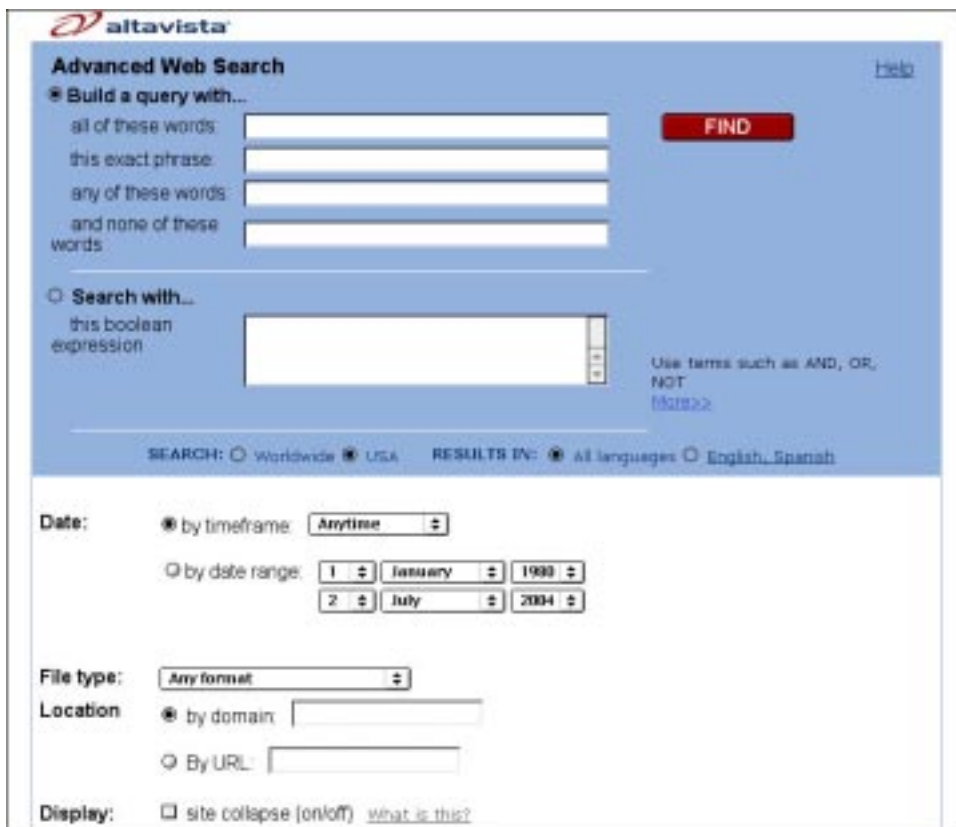 altavista
Advanced Web Search
Help
Build a query with...
all of these words:
FIND
this exact phrase:
any of these words:
and none of these
words
Search with...
this boolean
expression
Use terms such as AND, OR,
NOT
More>>
SEARCH: Worldwide USA RESULTS IN: All languages English, Spanish
Date: by timeframe: Anytime
by date range: 1 January 1980
2 July 2004
File type: Any format
Location by domain:
By URL:
Display: site collapse (on/off) What is this?